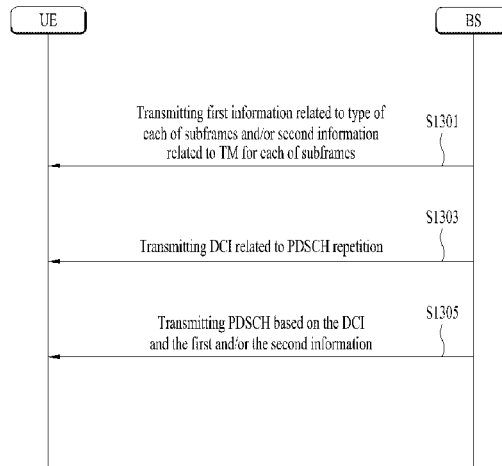 UE
BS
Transmitting first information related to type of
each of subframes and/or second information
related to TM for each of subframes
S1301
Transmitting DCI related to PDSCH repetition
S1303
Transmitting PDSCH based on the DCI
and the first and/or the second information
S1305